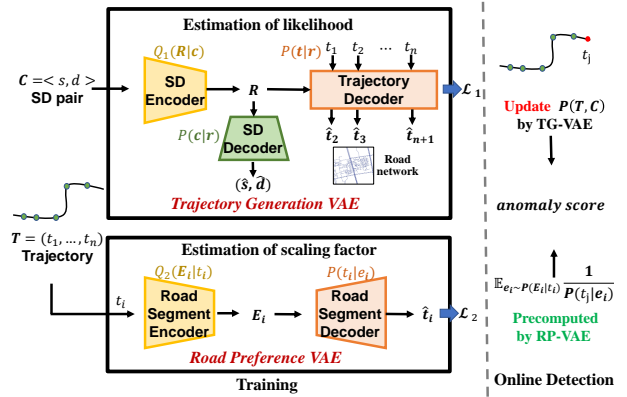 Estimation of likelihood
Q₁(R|c)
P(t|r) t₁ t₂ ⋯ tₙ
C =< s, d >
SD pair
SD
Encoder
R
Trajectory
Decoder
ℒ₁
P(c|r)
SD
Decoder
t̂₂ t̂₃ t̂ₙ₊₁
(ŝ, d̂)
Road
network
Trajectory Generation VAE
T = (t₁, ..., tₙ)
Trajectory
Estimation of scaling factor
Q₂(Eᵢ|tᵢ)
P(tᵢ|eᵢ)
tᵢ
Road
Segment
Encoder
Eᵢ
Road
Segment
Decoder
t̂ᵢ
ℒ₂
Road Preference VAE
Training
tⱼ
Update P(T, C)
by TG-VAE
anomaly score
𝔼eᵢ~P(Eᵢ|tᵢ) 1/P(tⱼ|eᵢ)
Precomputed
by RP-VAE
Online Detection